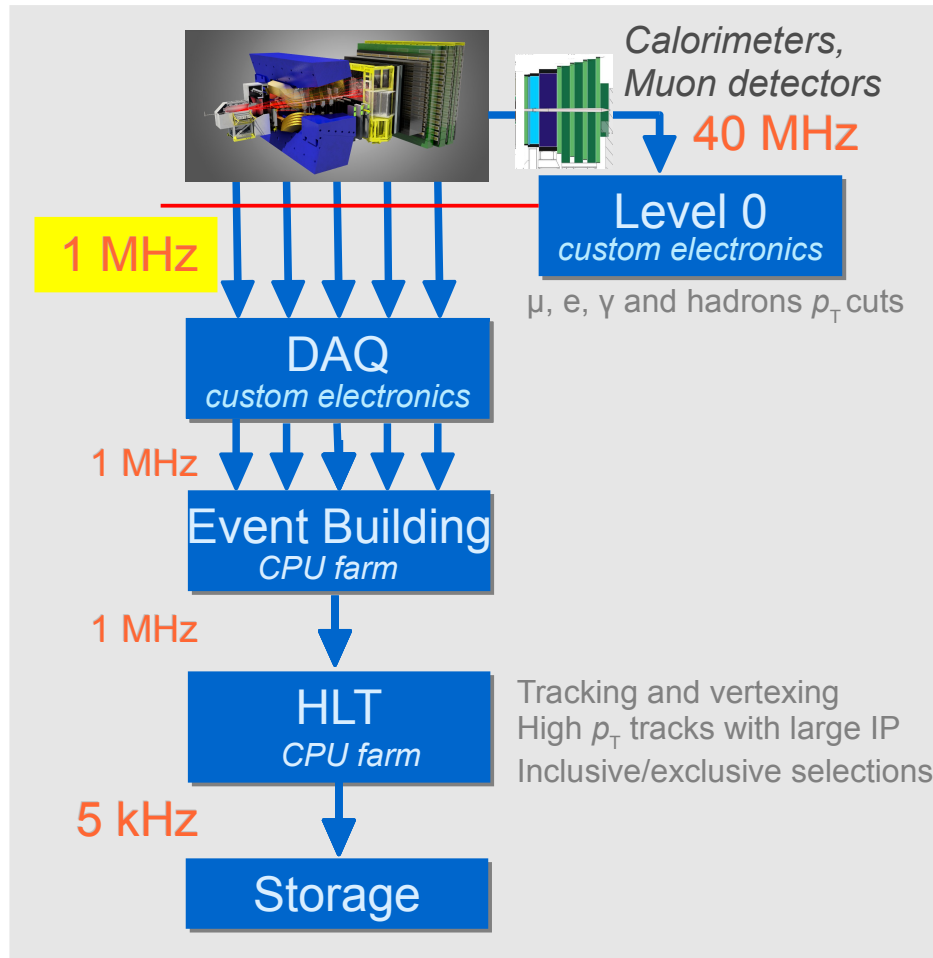 Calorimeters,
Muon detectors
40 MHz
Level 0
custom electronics
1 MHz
μ, e, γ and hadrons pT cuts
DAQ
custom electronics
1 MHz
Event Building
CPU farm
1 MHz
HLT
CPU farm
Tracking and vertexing
High pT tracks with large IP
Inclusive/exclusive selections
5 kHz
Storage